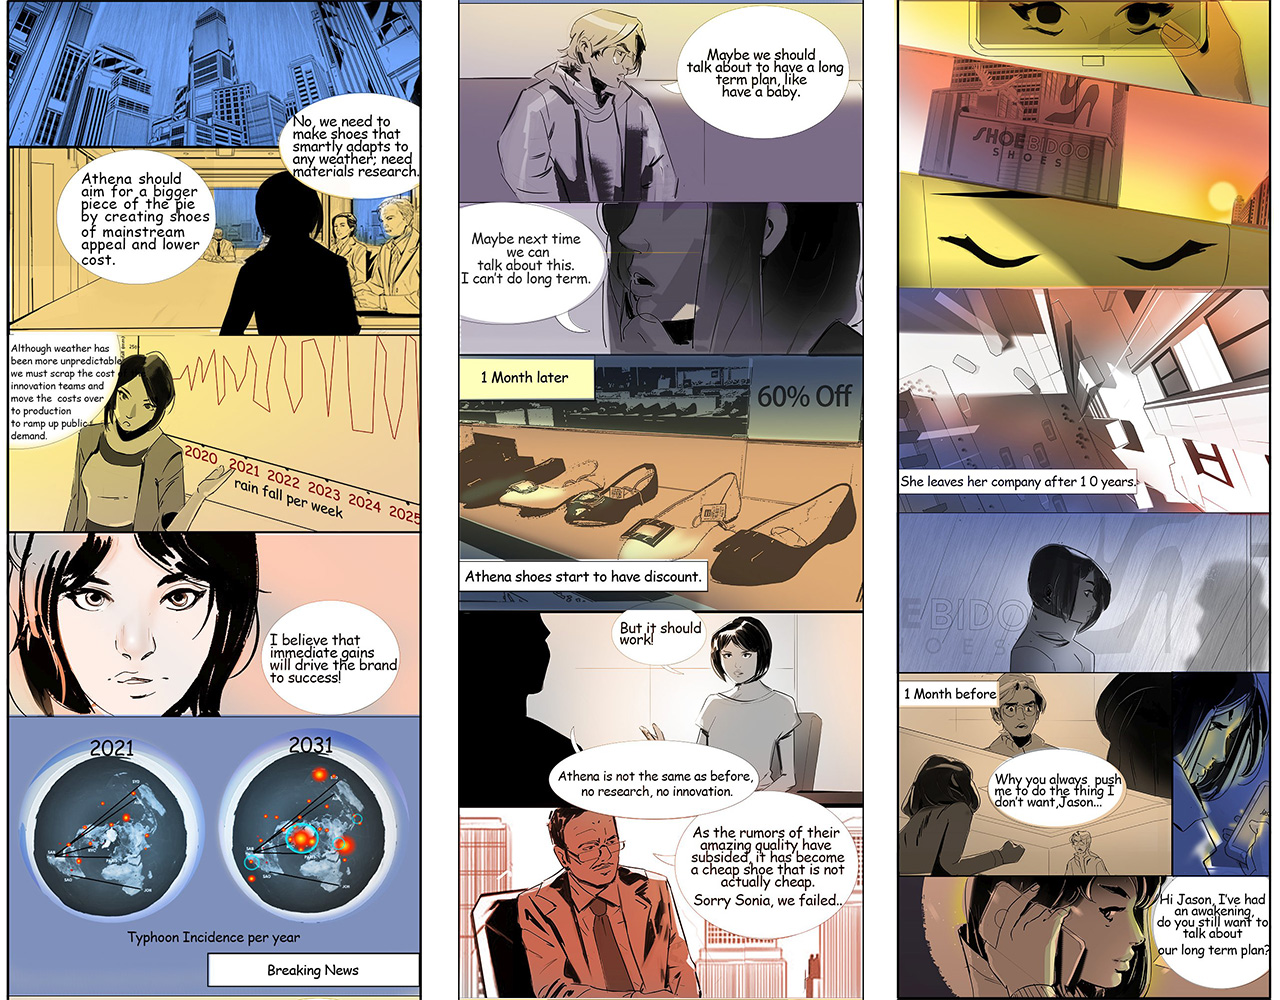 No, we need to
make shoes that
smartly adapts to
any weather; need
materials research.
Athena should
aim for a bigger
piece of the pie
by creating shoes
of mainstream
appeal and lower
cost.
Although weather has
been more unpredictable
we must scrap the cost of
innovation teams and
move the costs over
to production
to ramp up public
demand.
2020 2021 2022 2023 2024 2025
rain fall per week
I believe that
immediate gains
will drive the brand
to success!
2021
2031
Typhoon Incidence per year
Breaking News
Maybe we should
talk about to have a long
term plan, like
have a baby.
Maybe next time
we can
talk about this.
I can't do long term.
1 Month later
60% Off
Athena shoes start to have discount.
But it should
work!
Athena is not the same as before,
no research, no innovation.
As the rumors of their
amazing quality have
subsided, it has become
a cheap shoe that is not
actually cheap.
Sorry Sonia, we failed..
SHOEBIDOO
SHOES
She leaves her company after 10 years.
EBIDOO
OES
1 Month before
Why you always push
me to do the thing I
don't want,Jason...
Hi Jason, I've had
an awakening,
do you still want to
talk about
our long term plan?